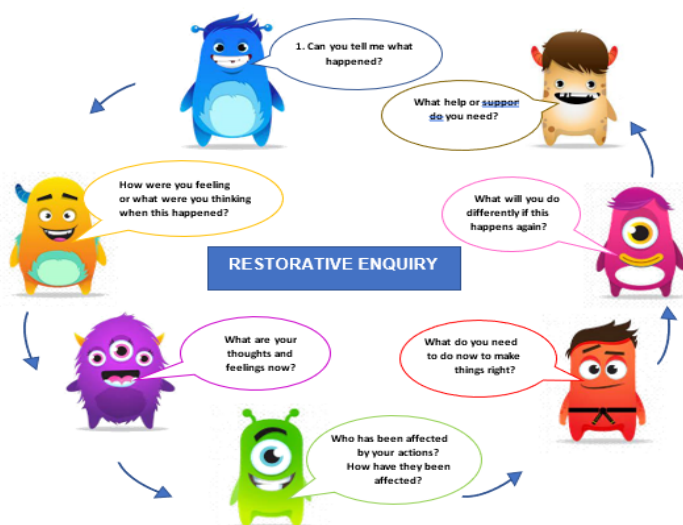 1. Can you tell me what
happened?
How were you feeling
or what were you thinking
when this happened?
What are your
thoughts and
feelings now?
Who has been affected
by your actions?
How have they been
affected?
What do you need
to do now to make
things right?
What will you do
differently if this
happens again?
What help or suppor
do you need?
RESTORATIVE ENQUIRY